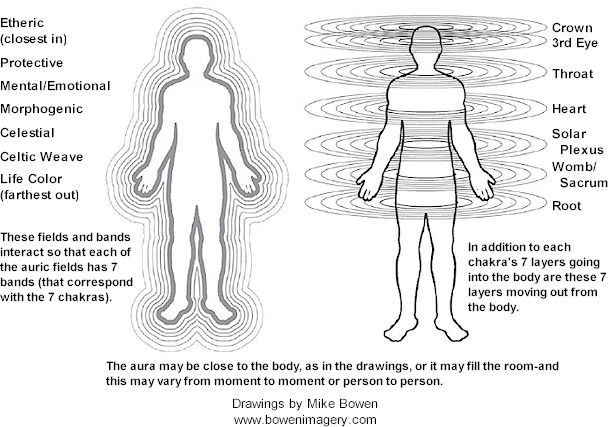 Etheric
(closest in)
Protective
Mental/Emotional
Morphogenic
Celestial
Celtic Weave
Life Color
(farthest out)
These fields and bands
interact so that each of
the auric fields has 7
bands (that correspond
with the 7 chakras).
Crown
3rd Eye
Throat
Heart
Solar
Plexus
Womb/
Sacrum
Root
In addition to each
chakra's 7 layers going
into the body are these 7
layers moving out from
the body.
The aura may be close to the body, as in the drawings, or it may fill the room-and
this may vary from moment to moment or person to person.
Drawings by Mike Bowen
www.bowenimagery.com